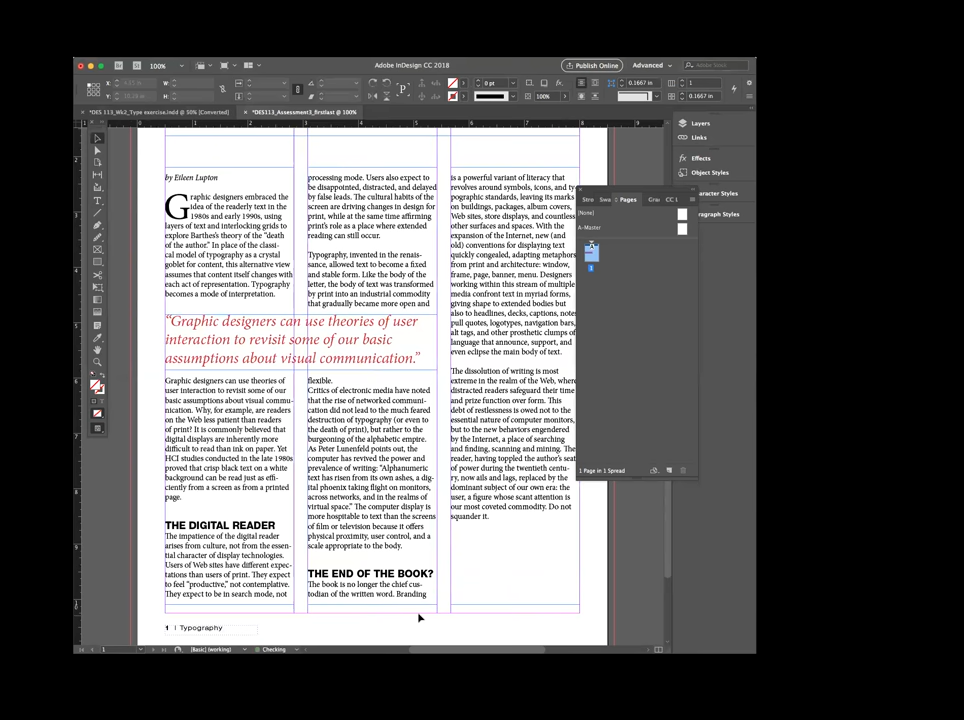 Br
St
100%
Adobe InDesign CC 2018
Publish Online
Advanced
Adobe Stock
X:
Y:
W:
H:
0 pt
100%
0.1667 in
1
0.1667 in
*DES 113_Wk2_Type exercise.indd @ 50% [Converted]
*DES113_Assessment3_firstlast @ 100%
by Eileen Lupton
Graphic designers embraced the
idea of the readerly text in the
1980s and early 1990s, using
layers of text and interlocking grids to
explore Barthes's theory of the "death
of the author." In place of the classi-
cal model of typography as a crystal
goblet for content, this alternative view
assumes that content itself changes with
each act of representation. Typography
becomes a mode of interpretation.
"Graphic designers can use theories of user
interaction to revisit some of our basic
assumptions about visual communication."
Graphic designers can use theories of
user interaction to revisit some of our
basic assumptions about visual commu-
nication. Why, for example, are readers
on the Web less patient than readers
of print? It is commonly believed that
digital displays are inherently more
difficult to read than ink on paper. Yet
HCI studies conducted in the late 1980s
proved that crisp black text on a white
background can be read just as effi-
ciently from a screen as from a printed
page.
THE DIGITAL READER
The impatience of the digital reader
arises from culture, not from the essen-
tial character of display technologies.
Users of Web sites have different expec-
tations than users of print. They expect
to feel "productive," not contemplative.
They expect to be in search mode, not
processing mode. Users also expect to
be disappointed, distracted, and delayed
by false leads. The cultural habits of the
screen are driving changes in design for
print, while at the same time affirming
print's role as a place where extended
reading can still occur.
Typography, invented in the renais-
sance, allowed text to become a fixed
and stable form. Like the body of the
letter, the body of text was transformed
by print into an industrial commodity
that gradually became more open and
flexible.
Critics of electronic media have noted
that the rise of networked communi-
cation did not lead to the much feared
destruction of typography (or even to
the death of print), but rather to the
burgeoning of the alphabetic empire.
As Peter Lunenfeld points out, the
computer has revived the power and
prevalence of writing: "Alphanumeric
text has risen from its own ashes, a dig-
ital phoenix taking flight on monitors,
across networks, and in the realms of
virtual space." The computer display is
more hospitable to text than the screens
of film or television because it offers
physical proximity, user control, and a
scale appropriate to the body.
THE END OF THE BOOK?
The book is no longer the chief cus-
todian of the written word. Branding
is a powerful variant of literacy that
revolves around symbols, icons, and ty
pographic standards, leaving its marks
on buildings, packages, album covers,
Web sites, store displays, and countless
other surfaces and spaces. With the
expansion of the Internet, new (and
old) conventions for displaying text
quickly congealed, adapting metaphors
from print and architecture: window,
frame, page, banner, menu. Designers
working within this stream of multiple
media confront text in myriad forms,
giving shape to extended bodies but
also to headlines, decks, captions, notes
pull quotes, logotypes, navigation bars,
alt tags, and other prosthetic clumps of
language that announce, support, and
even eclipse the main body of text.
The dissolution of writing is most
extreme in the realm of the Web, where
distracted readers safeguard their time
and prize function over form. This
debt of restlessness is owed not to the
essential nature of computer monitors,
but to the new behaviors engendered
by the Internet, a place of searching
and finding, scanning and mining. The
reader, having toppled the author's seat
of power during the twentieth centu-
ry, now ails and lags, replaced by the
dominant subject of our own era: the
user, a figure whose scant attention is
our most coveted commodity. Do not
squander it.
1 | Typography
Stro
Swa
Pages
Gra
CC L
[None]
A-Master
A
1
1 Page in 1 Spread
Layers
Links
Effects
Object Styles
Character Styles
Paragraph Styles
1
[Basic] (working)
Checking